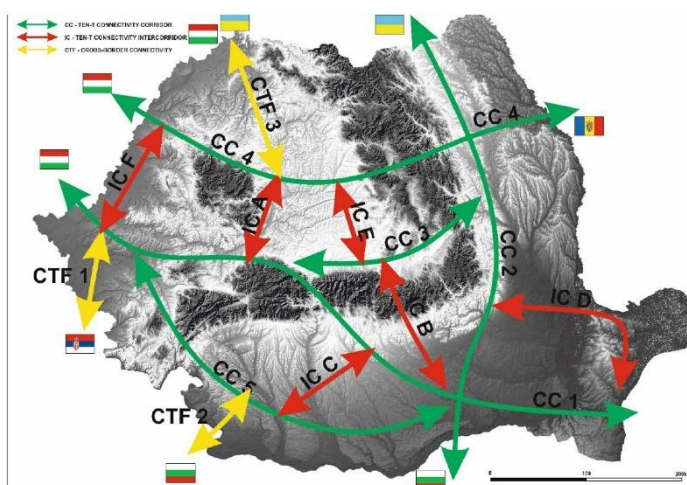 CC - TEN-T CONNECTIVITY CORRIDOR
IC - TEN-T CONNECTIVITY INTERCORRIDOR
CTF - CROSS-BORDER CONNECTIVITY
CTF 3
CC 4
CC 4
IC F
IC A
IC E
CC 3
CC 2
CTF 1
IC B
IC D
IC C
CC 5
CC 1
CTF 2
0